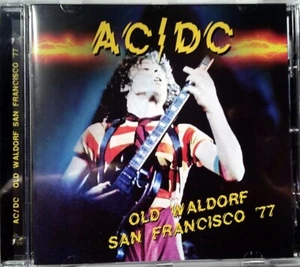 AC/DC
OLD WALDORF
SAN FRANCISCO '77
AC/DC OLD WALDORF SAN FRANCISCO '77